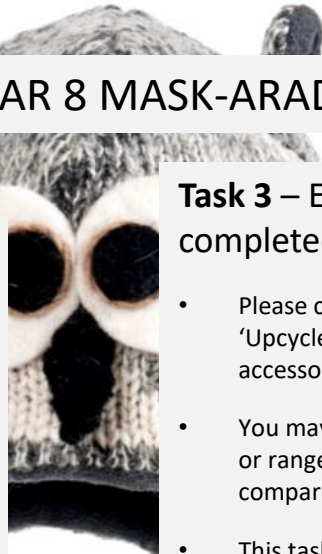 AR 8 MASK-ARAD
Task 3 – E
complete
• Please c
‘Upcycle
accesso
• You may
or range
compar
• This task